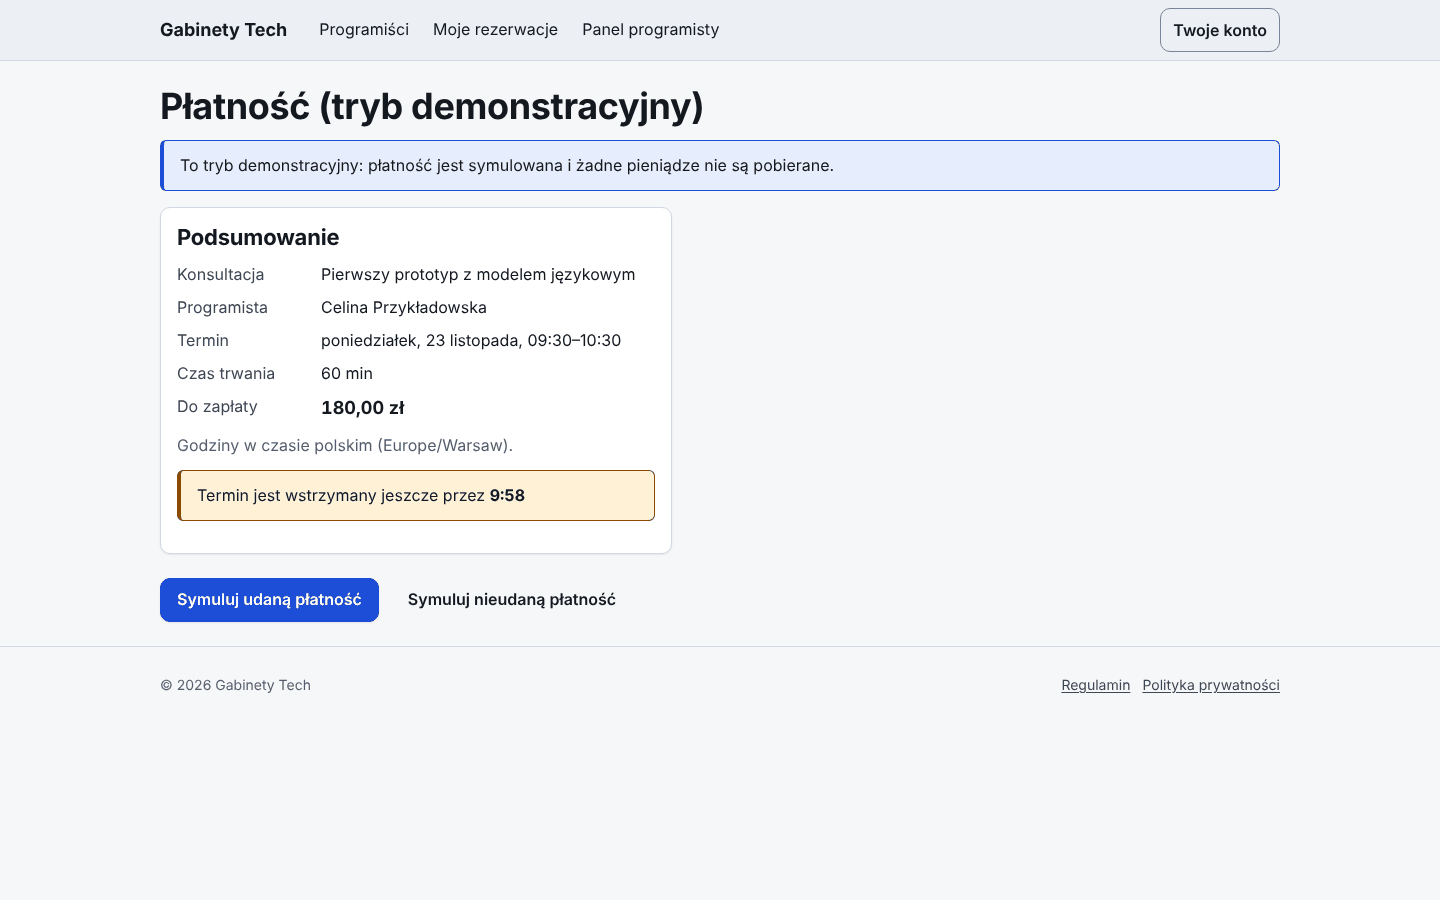 Gabinety Tech
Programiści
Moje rezerwacje
Panel programisty
Twoje konto
Płatność (tryb demonstracyjny)
To tryb demonstracyjny: płatność jest symulowana i żadne pieniądze nie są pobierane.
Podsumowanie
Konsultacja Pierwszy prototyp z modelem językowym
Programista Celina Przykładowska
Termin poniedziałek, 23 listopada, 09:30–10:30
Czas trwania 60 min
Do zapłaty 180,00 zł
Godziny w czasie polskim (Europe/Warsaw).
Termin jest wstrzymany jeszcze przez 9:58
Symuluj udaną płatność
Symuluj nieudaną płatność
© 2026 Gabinety Tech
Regulamin
Polityka prywatności